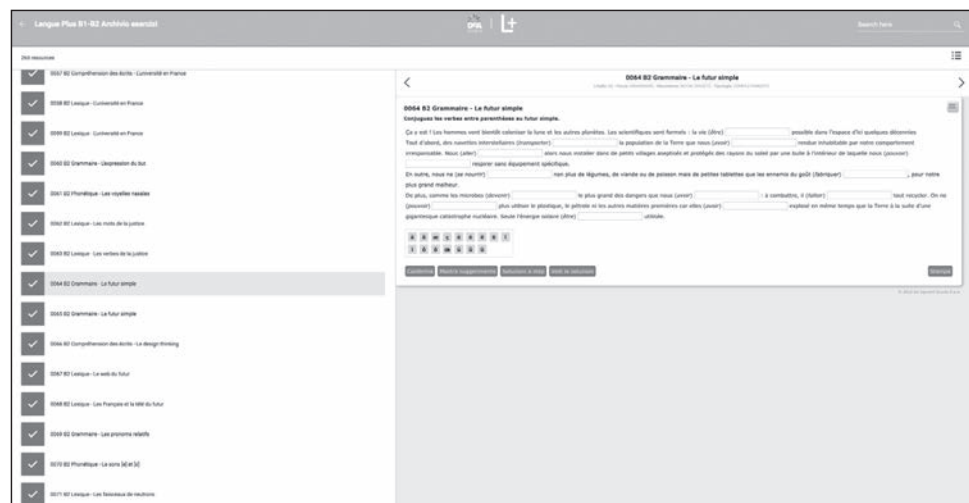 Langue Plus B1-B2 Archivio esercizi
L+
Search here
260 resources
0057 B2 Compréhension des écrits - L'université en France
0058 B2 Lexique - L'université en France
0059 B2 Lexique - L'université en France
0060 B2 Grammaire - L'expression du but
0061 B2 Phonétique - Les voyelles nasales
0062 B2 Lexique - Les mots de la justice
0063 B2 Lexique - Les verbes de la justice
0064 B2 Grammaire - Le futur simple
0065 B2 Grammaire - Le futur simple
0066 B2 Compréhension des écrits - Le design thinking
0067 B2 Lexique - Le web du futur
0068 B2 Lexique - Les Français et la télé du futur
0069 B2 Grammaire - Les pronoms relatifs
0070 B2 Phonétique - Le sons
0071 B2 Lexique - Les faisceaux de neutrons
0064 B2 Grammaire - Le futur simple
0064 B2 Grammaire - Le futur simple
Conjuguez les verbes entre parenthèses au futur simple.
Ça y est ! Les hommes vont bientôt coloniser la lune et les autres planètes. Les scientifiques sont formels : la vie (être) possible dans l'espace d'ici quelques décennies
Tout d'abord, des navettes interstellaires (transporter) la population de la Terre que nous (avoir) rendue inhabitable par notre comportement
irresponsable. Nous (aller) alors nous installer dans de petits villages aseptisés et protégés des rayons du soleil par une bulle à l'intérieur de laquelle nous (pouvoir)
respirer sans équipement spécifique.
En outre, nous ne (se nourrir) non plus de légumes, de viande ou de poisson mais de petites tablettes que les ennemis du goût (fabriquer) , pour notre
plus grand malheur.
De plus, comme les microbes (devenir) le plus grand des dangers que nous (avoir) à combattre, il (falloir) tout recycler. On ne
(pouvoir) plus utiliser le plastique, le pétrole et les autres matières premières car elles (avoir) explosé en même temps que la Terre à la suite d'une
gigantesque catastrophe nucléaire. Seule l'énergie solaire (être) utilisée.
Conferma Mostra suggerimento Soluzioni a step Vedi la soluzione Stampa